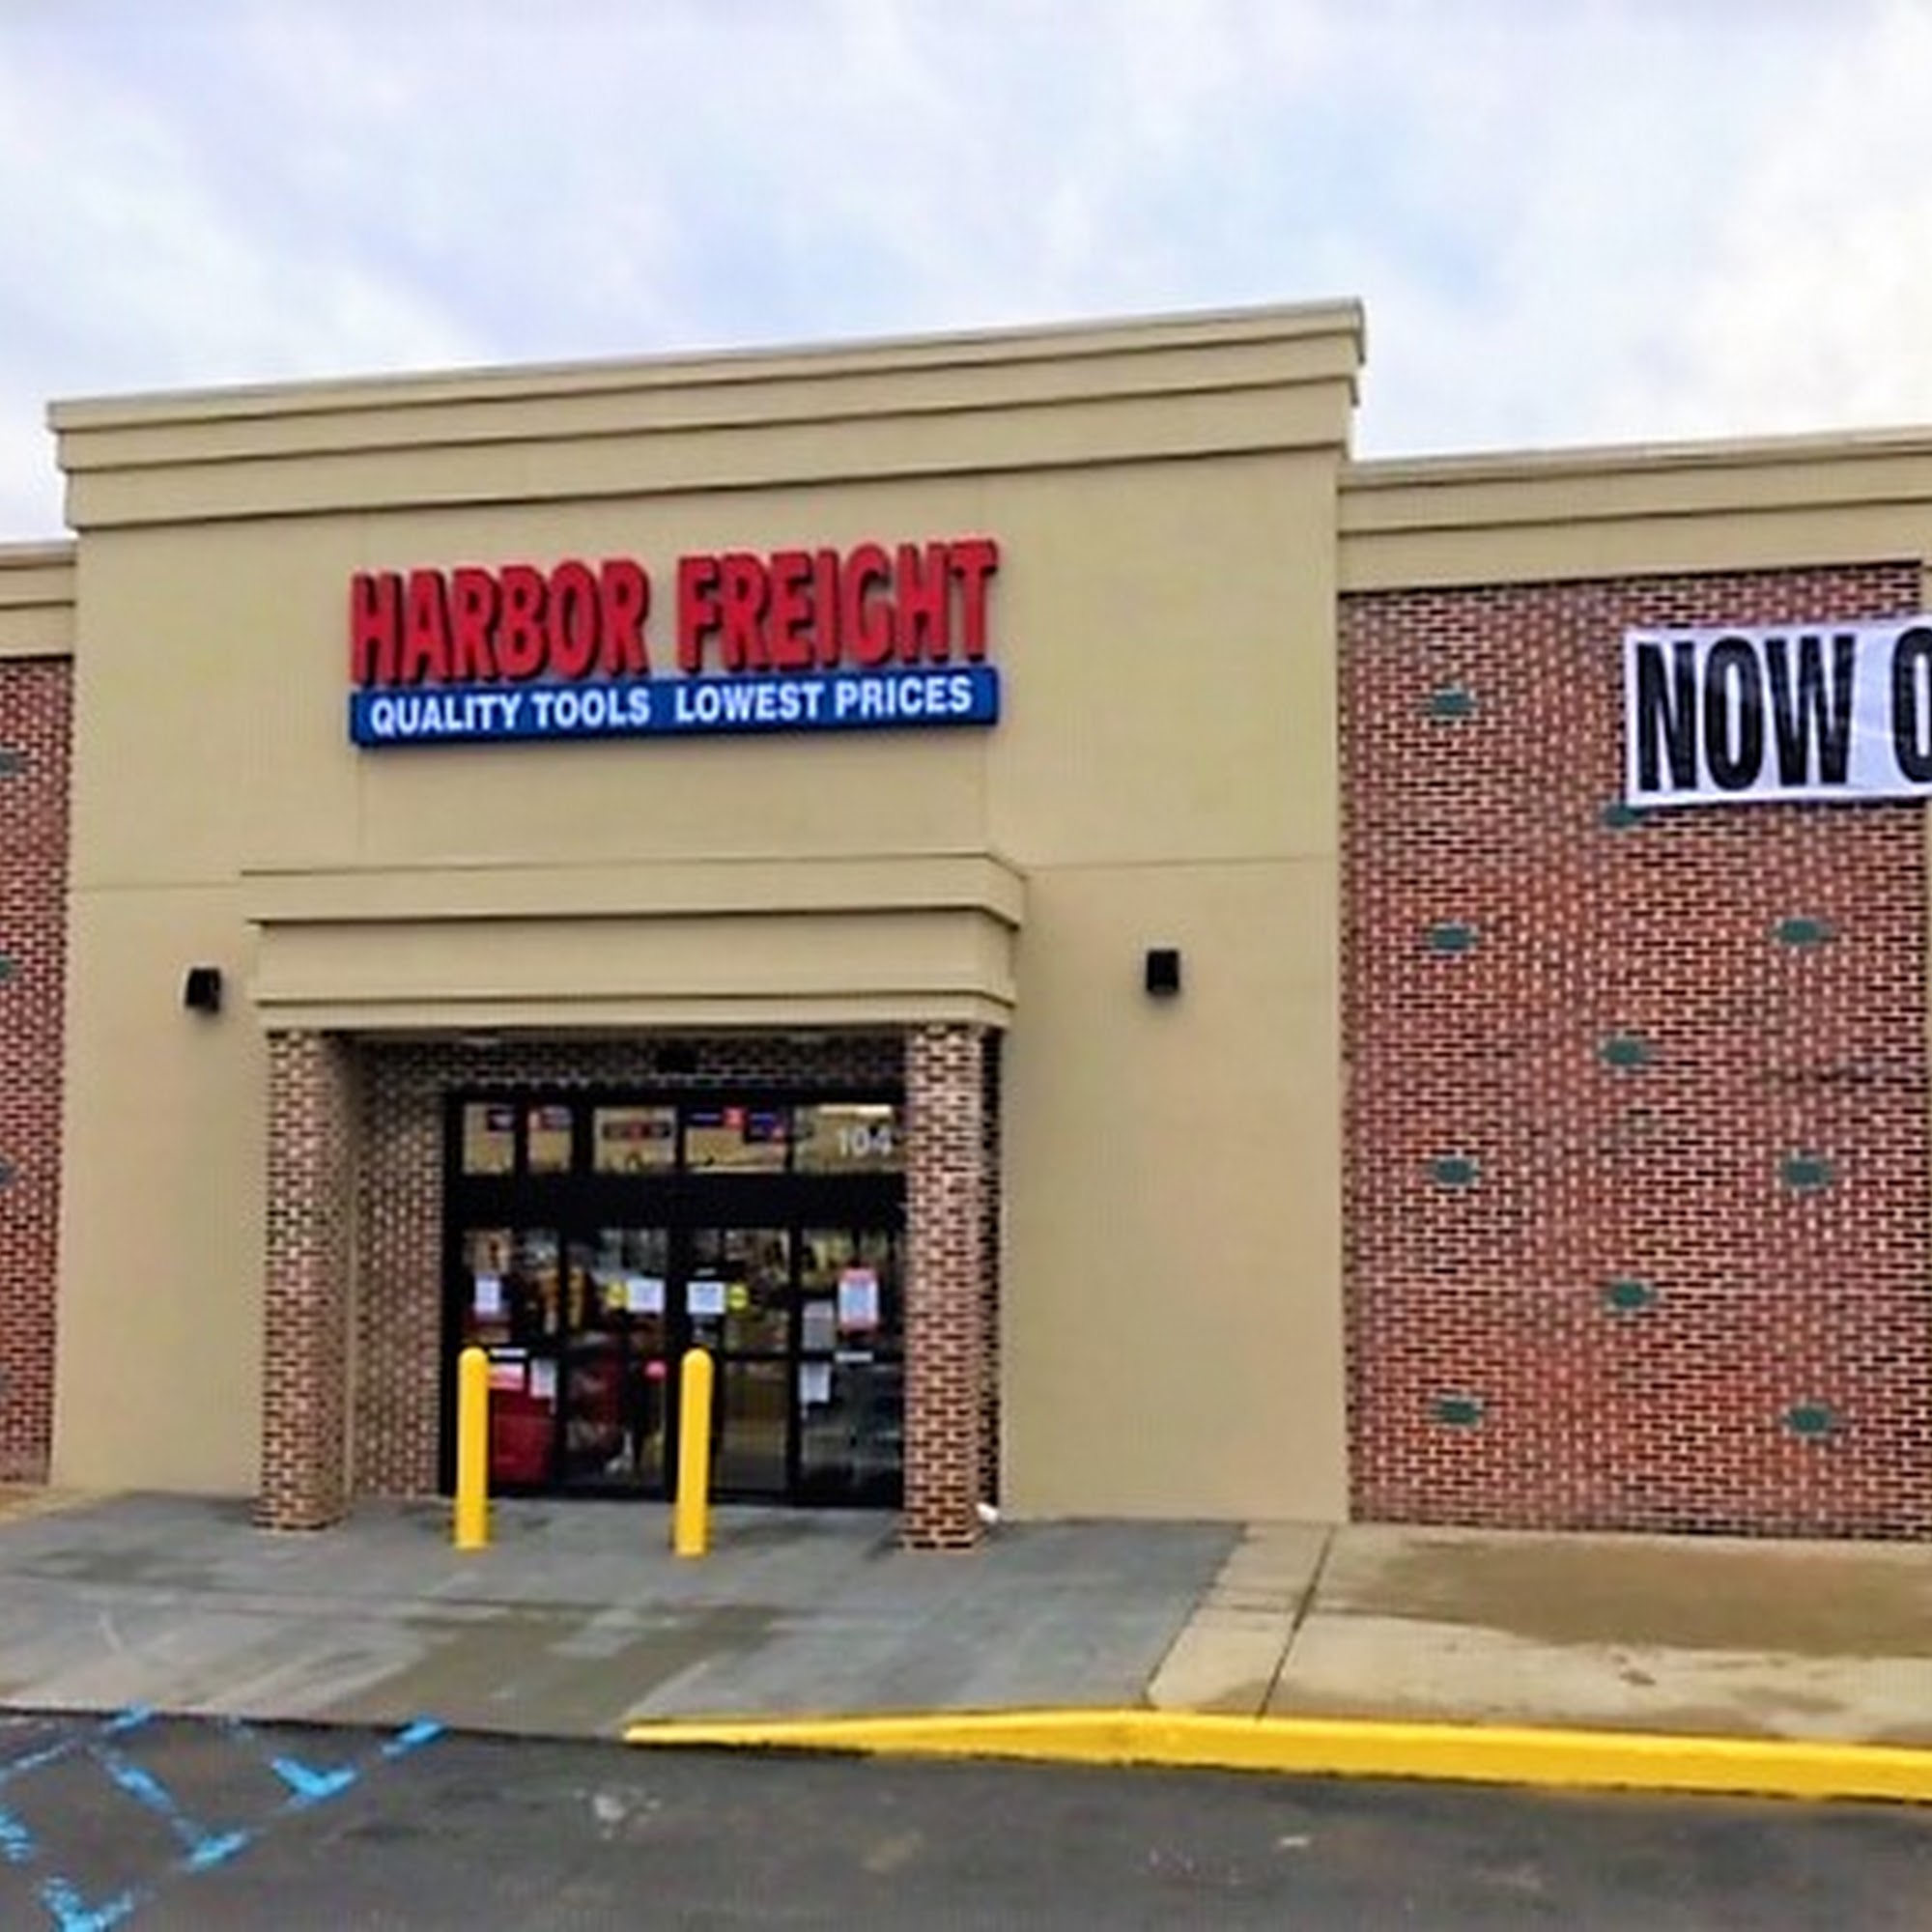 HARBOR FREIGHT
QUALITY TOOLS LOWEST PRICES
NOW O
104